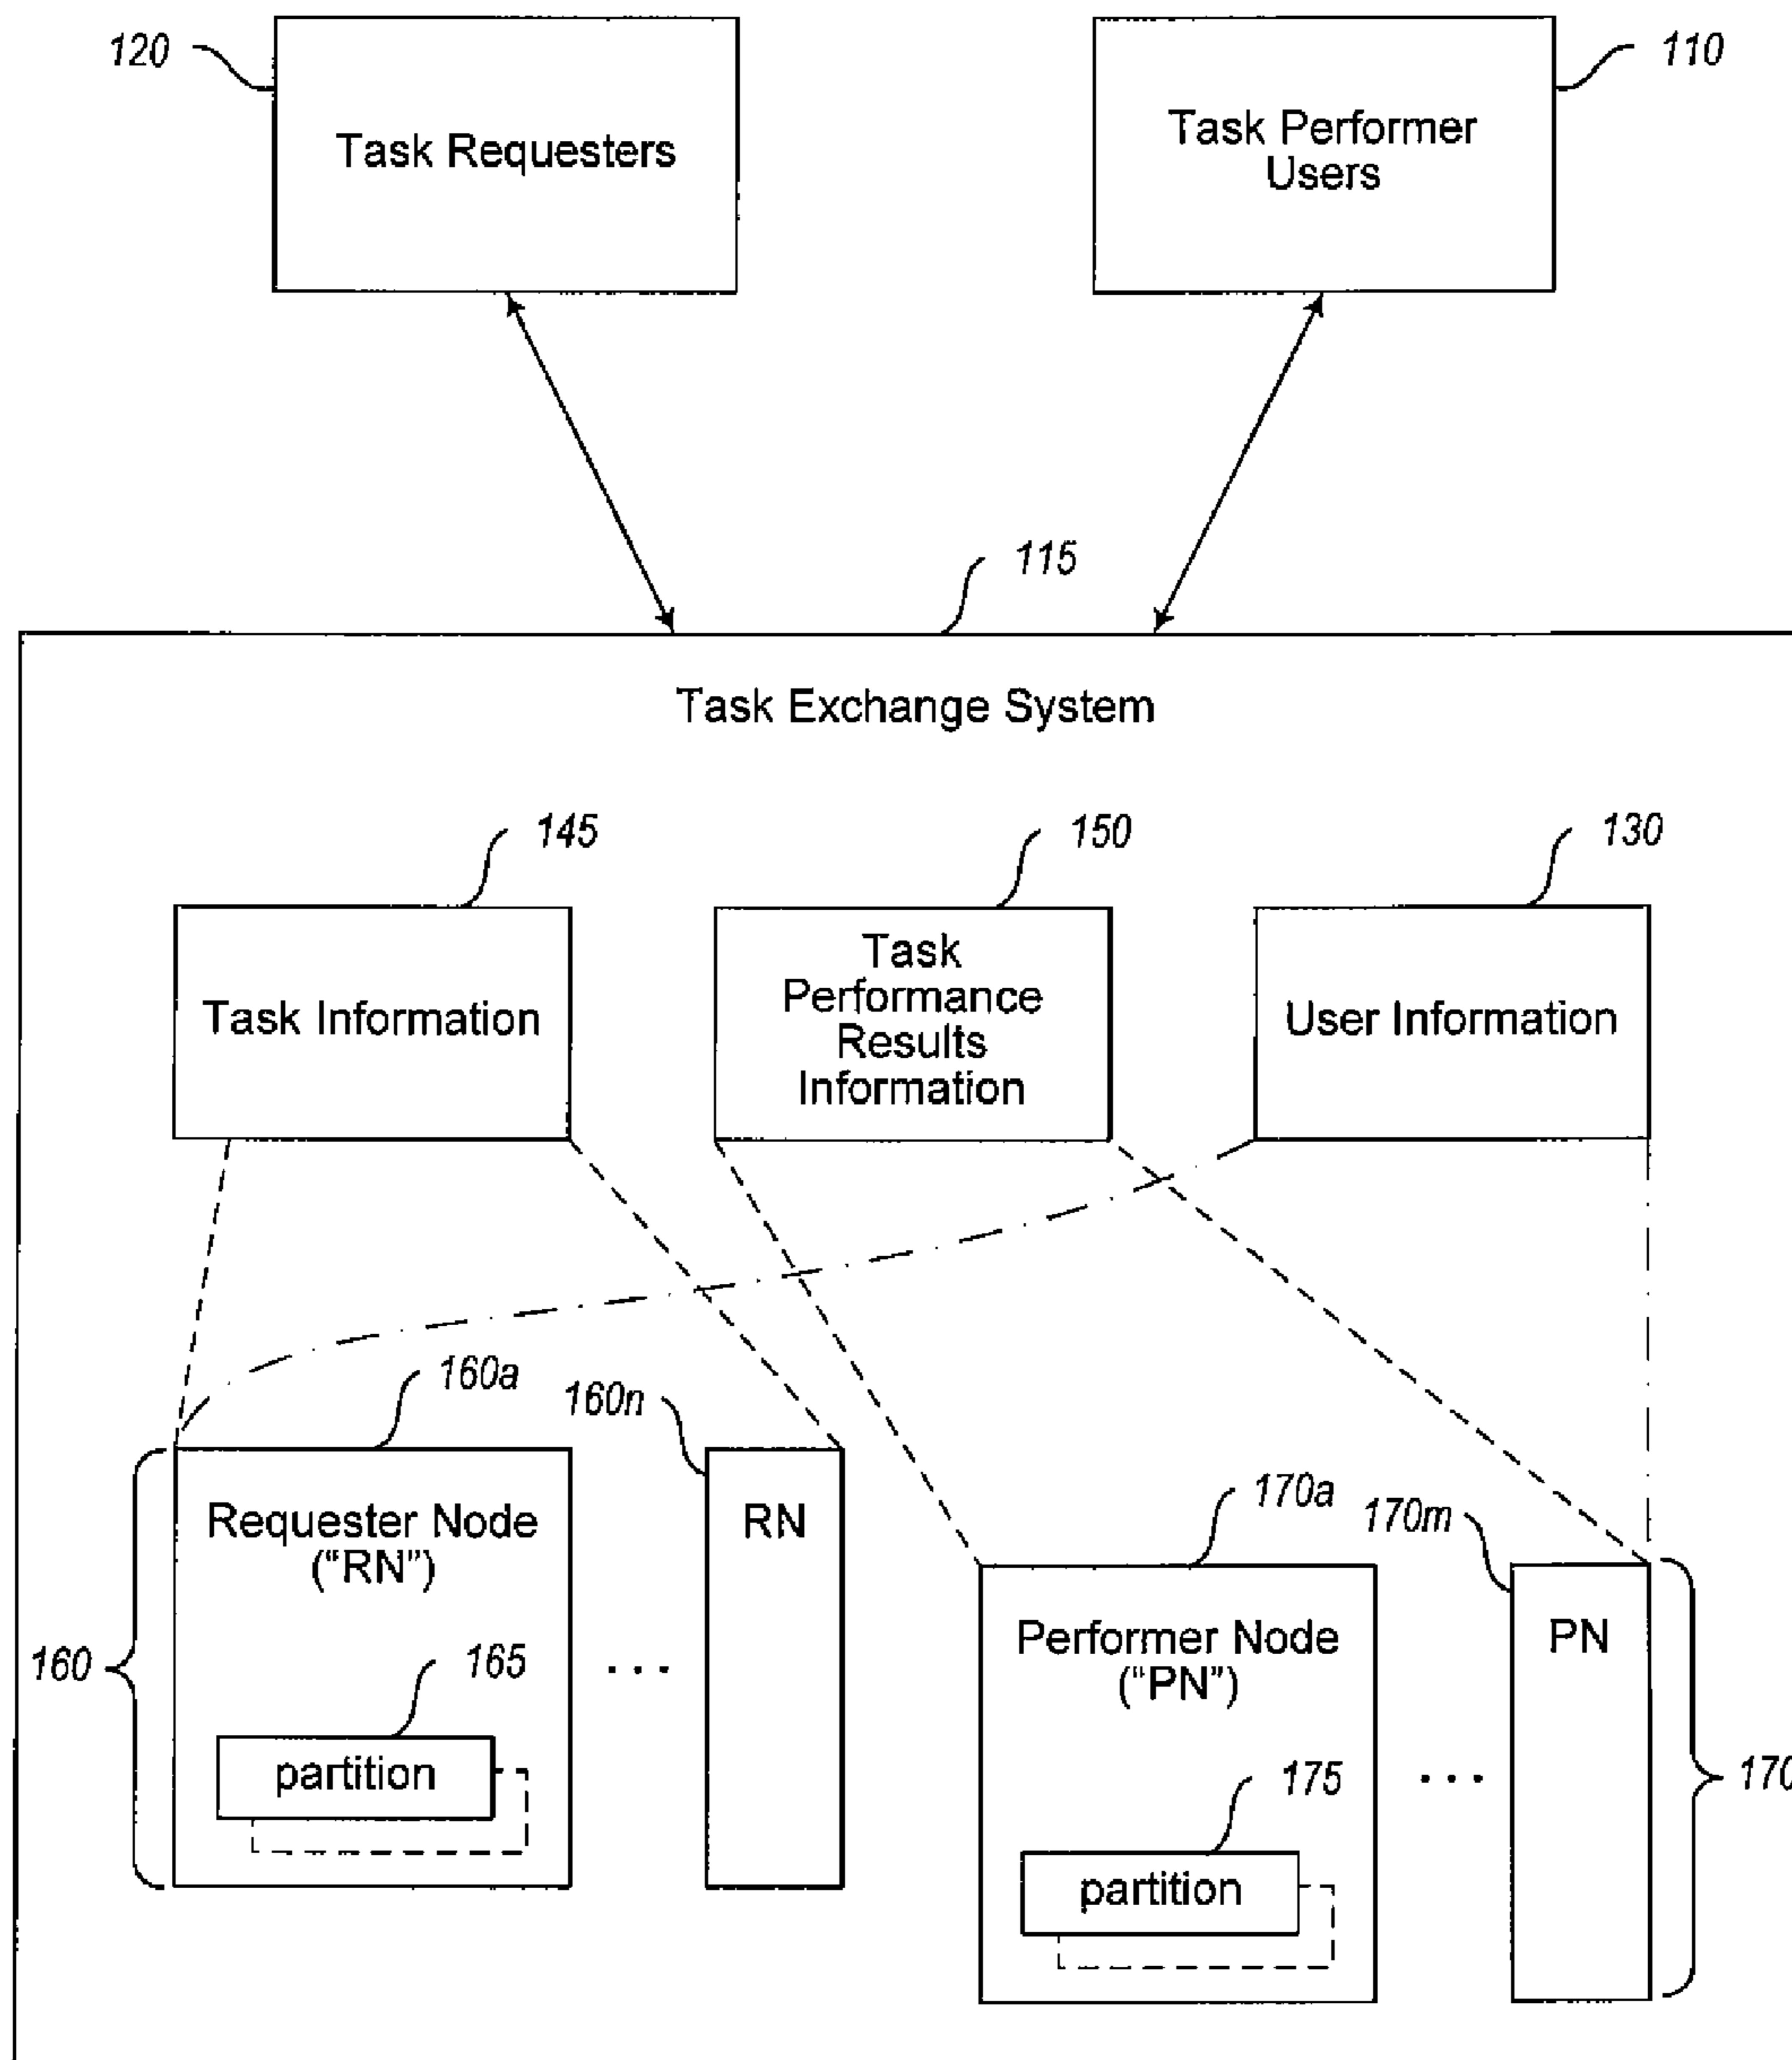 120
110
Task Requesters
Task Performer
Users
115
Task Exchange System
145
150
130
Task Information
Task
Performance
Results
Information
User Information
160a
160n
170a
170m
Requester Node
("RN")
RN
Performer Node
("PN")
PN
160
165
...
partition
175
...
170
partition